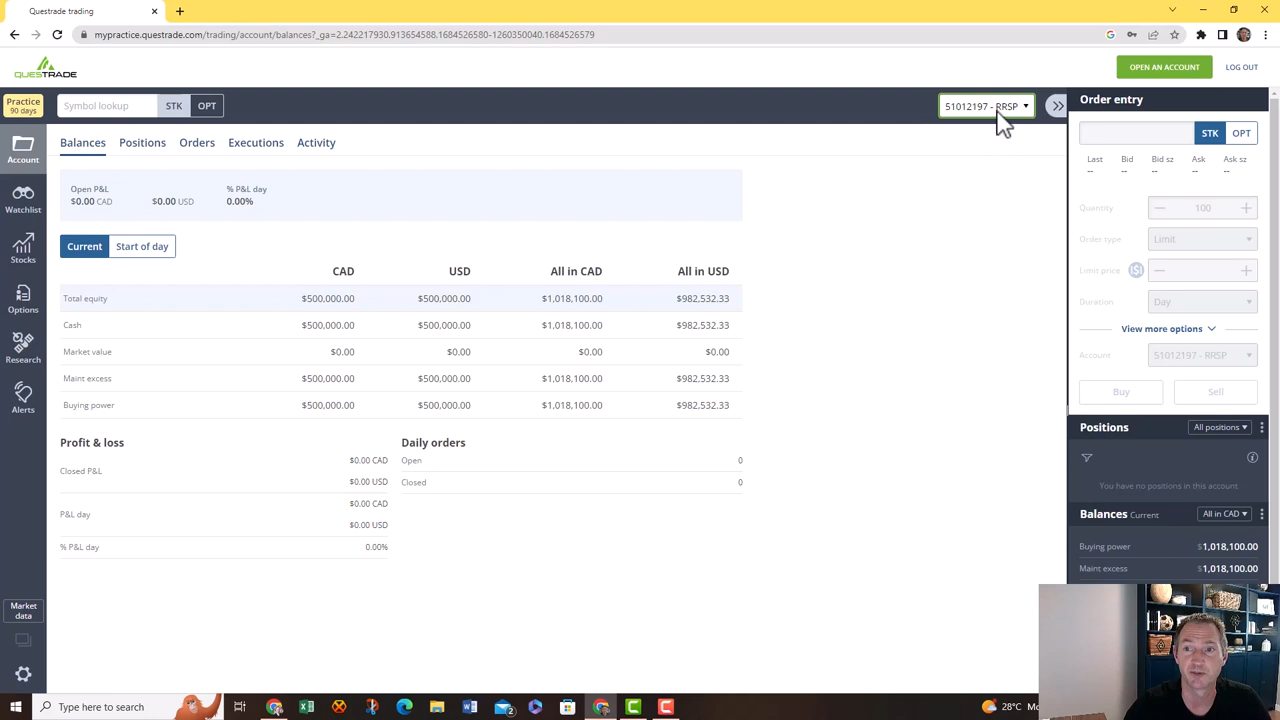 Questrade trading
mypractice.questrade.com/trading/account/balances?_ga=2.242217930.913654588.1684526580-1260350040.1684526579
QUESTRADE
OPEN AN ACCOUNT
LOG OUT
Practice
90 days
Symbol lookup
STK
OPT
51012197 - RRSP
Order entry
Account
Watchlist
Stocks
Options
Research
Alerts
Market
data
Balances
Positions
Orders
Executions
Activity
Open P&L
% P&L day
$0.00 CAD
$0.00 USD
0.00%
Current
Start of day
CAD
USD
All in CAD
All in USD
Total equity
$500,000.00
$500,000.00
$1,018,100.00
$982,532.33
Cash
$500,000.00
$500,000.00
$1,018,100.00
$982,532.33
Market value
$0.00
$0.00
$0.00
$0.00
Maint excess
$500,000.00
$500,000.00
$1,018,100.00
$982,532.33
Buying power
$500,000.00
$500,000.00
$1,018,100.00
$982,532.33
Profit & loss
Closed P&L
$0.00 CAD
$0.00 USD
P&L day
$0.00 CAD
$0.00 USD
% P&L day
0.00%
Daily orders
Open
0
Closed
0
STK
OPT
Last
Bid
Bid sz
Ask
Ask sz
--
--
--
--
--
Quantity
100
Order type
Limit
Limit price
Duration
Day
View more options
Account
51012197 - RRSP
Buy
Sell
Positions
All positions
You have no positions in this account
Balances Current
All in CAD
Buying power
$1,018,100.00
Maint excess
$1,018,100.00
Type here to search
28°C